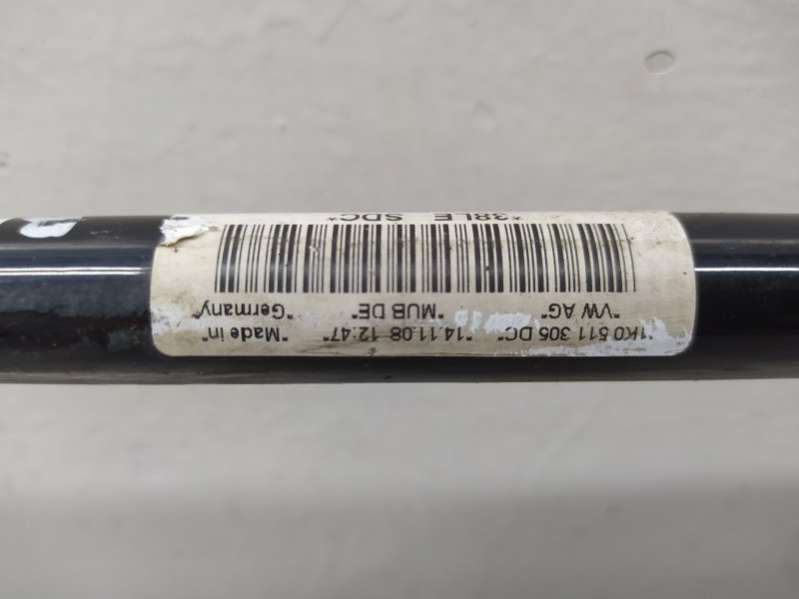 "1K0 511 305 DC" "14.11.08 12:47" "Made in"
"VW AG" "MUB DE" "Germany"
*38LE SDC*